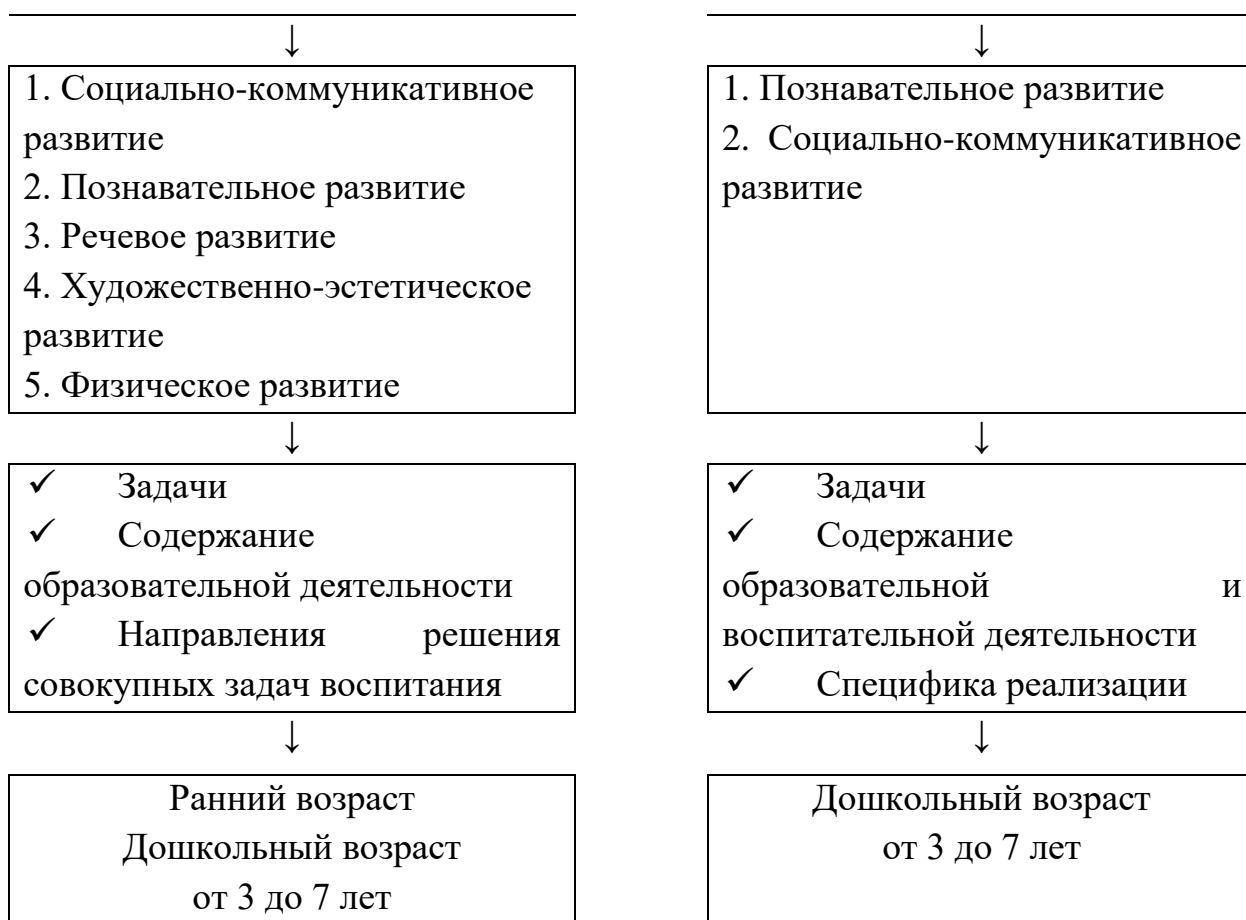 ↓
1. Социально-коммуникативное
развитие
2. Познавательное развитие
3. Речевое развитие
4. Художественно-эстетическое
развитие
5. Физическое развитие
↓
✓ Задачи
✓ Содержание
образовательной деятельности
✓ Направления решения
совокупных задач воспитания
↓
Ранний возраст
Дошкольный возраст
от 3 до 7 лет
↓
1. Познавательное развитие
2. Социально-коммуникативное
развитие
↓
✓ Задачи
✓ Содержание
образовательной и
воспитательной деятельности
✓ Специфика реализации
↓
Дошкольный возраст
от 3 до 7 лет